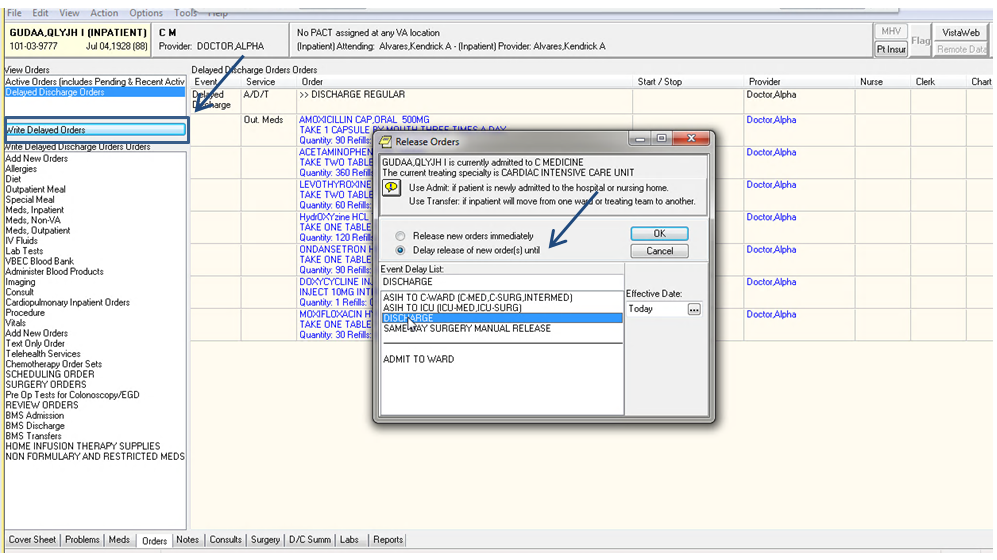 File Edit View Action Options Tools Help
GUDAA,QLYJH I (INPATIENT)
101-03-9777 Jul 04,1928 (88)
C M
Provider: DOCTOR,ALPHA
No PACT assigned at any VA location
(Inpatient) Attending: Alvares,Kendrick A - (Inpatient) Provider: Alvares,Kendrick A
MHV
Pt Insur
Flag
VistaWeb
Remote Data
View Orders
Active Orders (includes Pending & Recent Activ
Delayed Discharge Orders
Write Delayed Orders
Write Delayed Discharge Orders Orders
Add New Orders
Allergies
Diet
Outpatient Meal
Special Meal
Meds, Inpatient
Meds, Non-VA
Meds, Outpatient
IV Fluids
Lab Tests
VBEC Blood Bank
Administer Blood Products
Imaging
Consult
Cardiopulmonary Inpatient Orders
Procedure
Vitals
Add New Orders
Text Only Order
Telehealth Services
Chemotherapy Order Sets
SCHEDULING ORDER
SURGERY ORDERS
Pre Op Tests for Colonoscopy/EGD
REVIEW ORDERS
BMS Admission
BMS Discharge
BMS Transfers
HOME INFUSION THERAPY SUPPLIES
NON FORMULARY AND RESTRICTED MEDS
Delayed Discharge Orders Orders
Event Service Order Start / Stop Provider Nurse Clerk Chart
Delayed Discharge A/D/T >> DISCHARGE REGULAR Doctor,Alpha
Out. Meds AMOXICILLIN CAP,ORAL 500MG Doctor,Alpha
TAKE 1 CAPSULE BY MOUTH THREE TIMES A DAY
Quantity: 90 Refills:
ACETAMINOPHEN Doctor,Alpha
TAKE TWO TABLE
Quantity: 360 Refills
LEVOTHYROXINE Doctor,Alpha
TAKE TWO TABLE
Quantity: 60 Refills:
HydrOXYzine HCL Doctor,Alpha
TAKE ONE TABLE
Quantity: 120 Refills
ONDANSETRON H Doctor,Alpha
TAKE ONE TABLE
Quantity: 90 Refills:
DOXYCYCLINE INJ Doctor,Alpha
INJECT 10MG INT
Quantity: 1 Refills:
MOXIFLOXACIN H Doctor,Alpha
TAKE ONE TABLE
Quantity: 30 Refills:
Release Orders
GUDAA,QLYJH I is currently admitted to C MEDICINE
The current treating specialty is CARDIAC INTENSIVE CARE UNIT
Use Admit: if patient is newly admitted to the hospital or nursing home.
Use Transfer: if inpatient will move from one ward or treating team to another.
Release new orders immediately
Delay release of new order(s) until
OK
Cancel
Event Delay List:
DISCHARGE
ASIH TO C-WARD (C-MED,C-SURG,INTERMED)
ASIH TO ICU (ICU-MED,ICU-SURG)
DISCHARGE
SAME DAY SURGERY MANUAL RELEASE
ADMIT TO WARD
Effective Date:
Today ...
Cover Sheet Problems Meds Orders Notes Consults Surgery D/C Summ Labs Reports